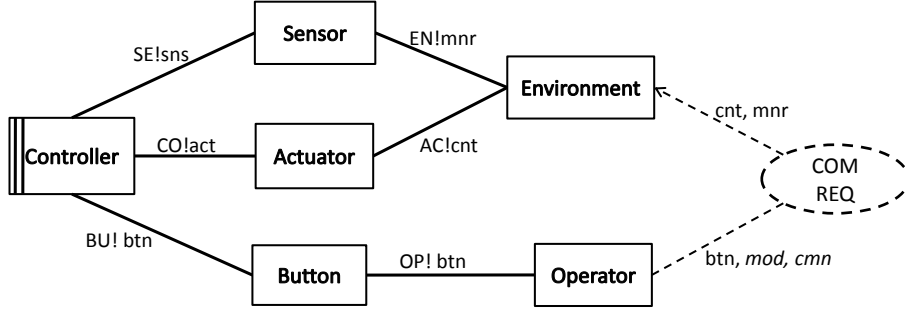 Sensor
SE!sns
EN!mnr
Environment
cnt, mnr
Controller
CO!act
Actuator
AC!cnt
COM
REQ
BU! btn
OP! btn
Button
Operator
btn, mod, cmn